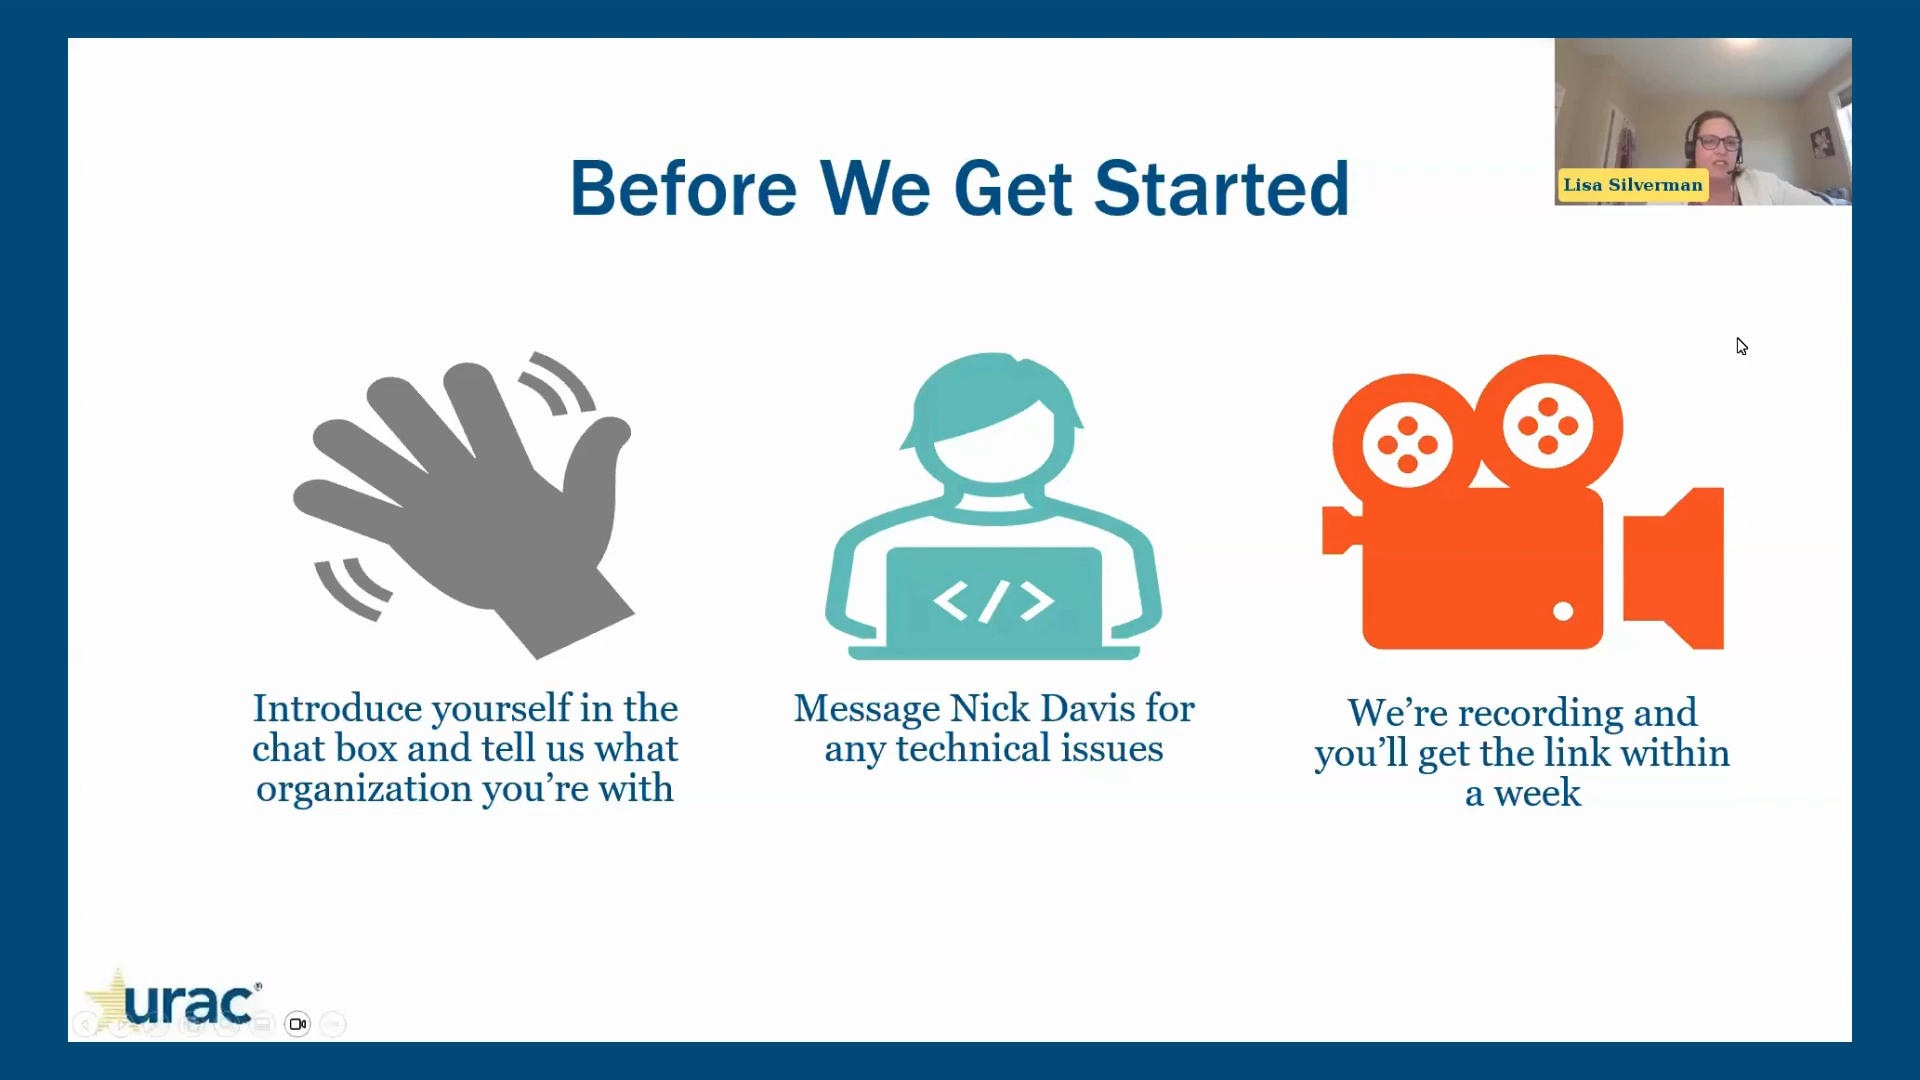 Before We Get Started
Lisa Silverman
</>
Introduce yourself in the
chat box and tell us what
organization you’re with
Message Nick Davis for
any technical issues
We’re recording and
you’ll get the link within
a week
urac®